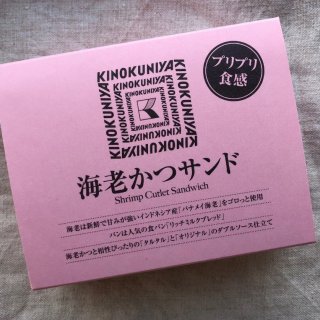 KINOKUNIYA
KINOKUNIYA
KINOKUNIYA
KINOKUNIYA
プリプリ
食感
海老かつサンド
Shrimp Cutlet Sandwich
海老は新鮮で甘みが強いインドネシア産「バナメイ海老」をゴロっと使用
パンは人気の食パン「リッチミルクブレッド」
海老かつと相性ぴったりの「タルタル」と「オリジナル」のダブルソース仕立て